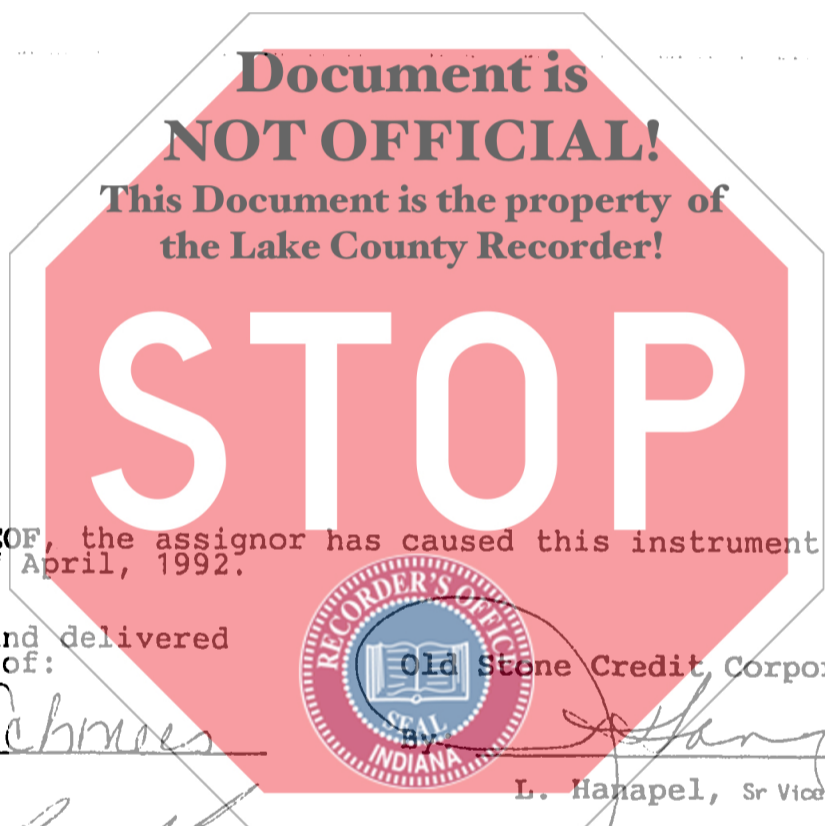 Document is
NOT OFFICIAL!
This Document is the property of
the Lake County Recorder!
STOP
OF, the assignor has caused this instrument
April, 1992.
nd delivered
of:
Old Stone Credit Corpor
By
L. Hanapel, Sr Vice
RECORDER'S OFFICE
SEAL
INDIANA